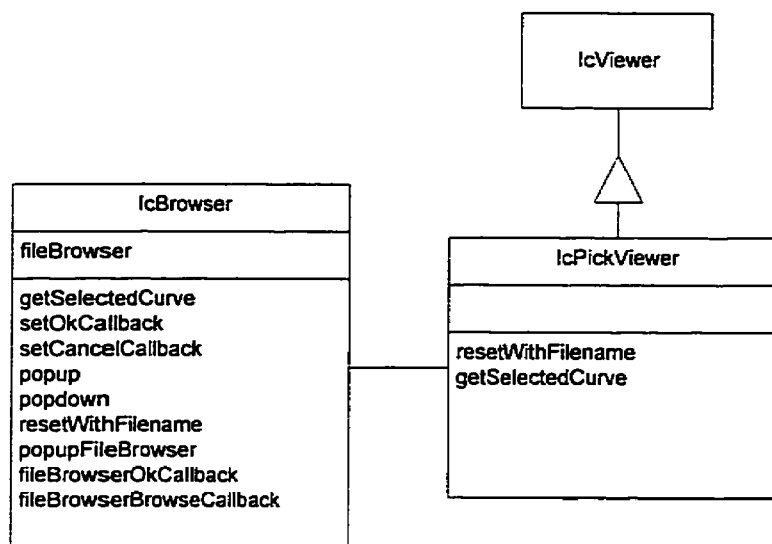 IcViewer
IcBrowser
fileBrowser
getSelectedCurve
setOkCallback
setCancelCallback
popup
popdown
resetWithFilename
popupFileBrowser
fileBrowserOkCallback
fileBrowserBrowseCallback
IcPickViewer
resetWithFilename
getSelectedCurve